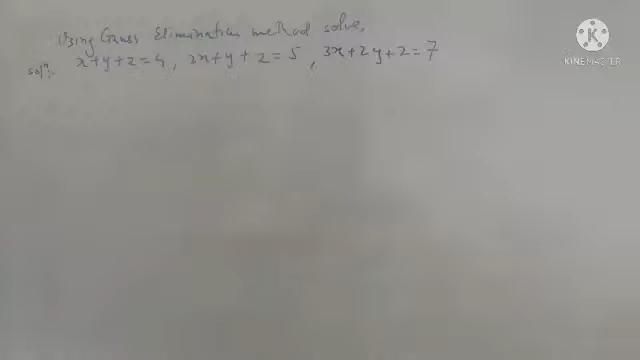 Using Gauss Elimination method solve,
x+y+z=4, 2x+y+z=5, 3x+2y+z=7
Solⁿ:
K
KINEMASTER